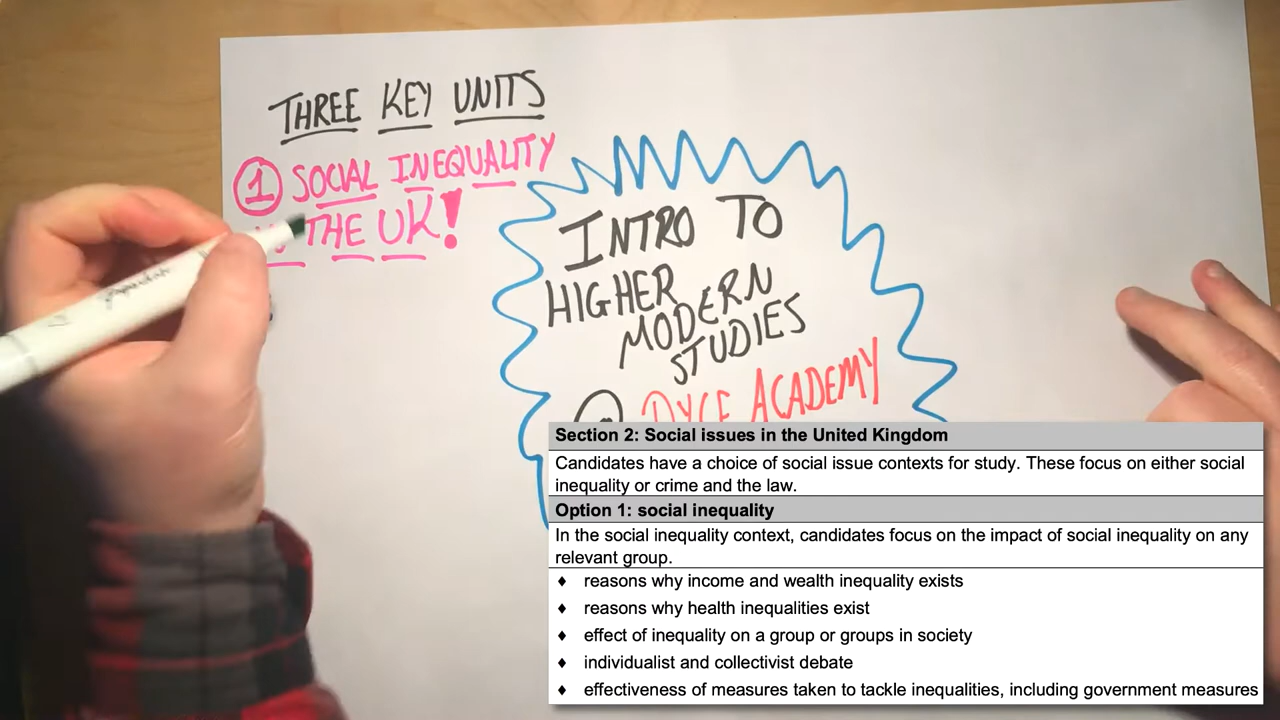 THREE KEY UNITS
1 SOCIAL INEQUALITY
THE UK!
INTRO TO
HIGHER
MODERN
STUDIES
DYCE ACADEMY
Section 2: Social issues in the United Kingdom
Candidates have a choice of social issue contexts for study. These focus on either social
inequality or crime and the law.
Option 1: social inequality
In the social inequality context, candidates focus on the impact of social inequality on any
relevant group.
♦ reasons why income and wealth inequality exists
♦ reasons why health inequalities exist
♦ effect of inequality on a group or groups in society
♦ individualist and collectivist debate
♦ effectiveness of measures taken to tackle inequalities, including government measures